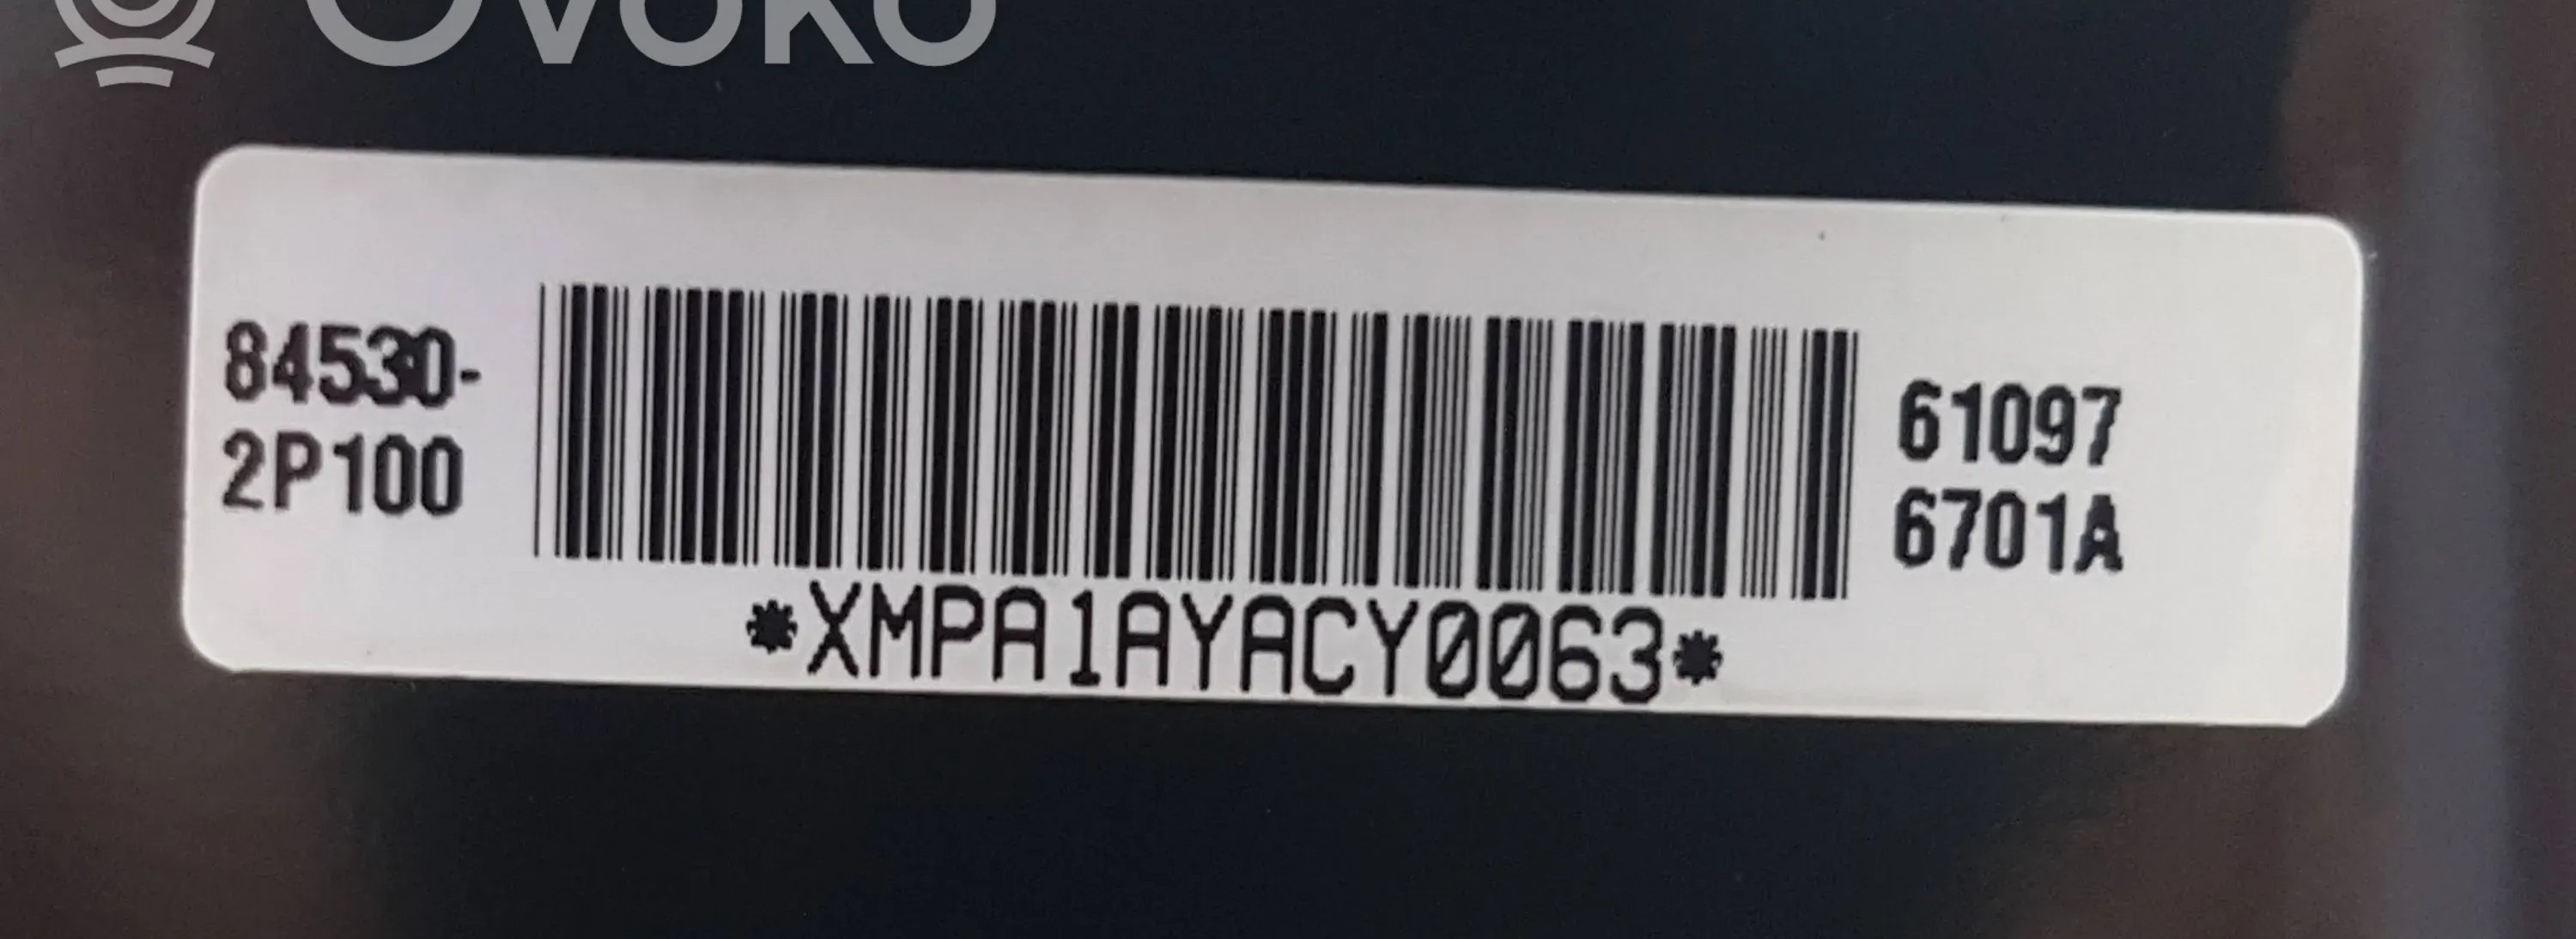 OVOKO
84530-
2P100
61097
6701A
*XMPA1AYACY0063*